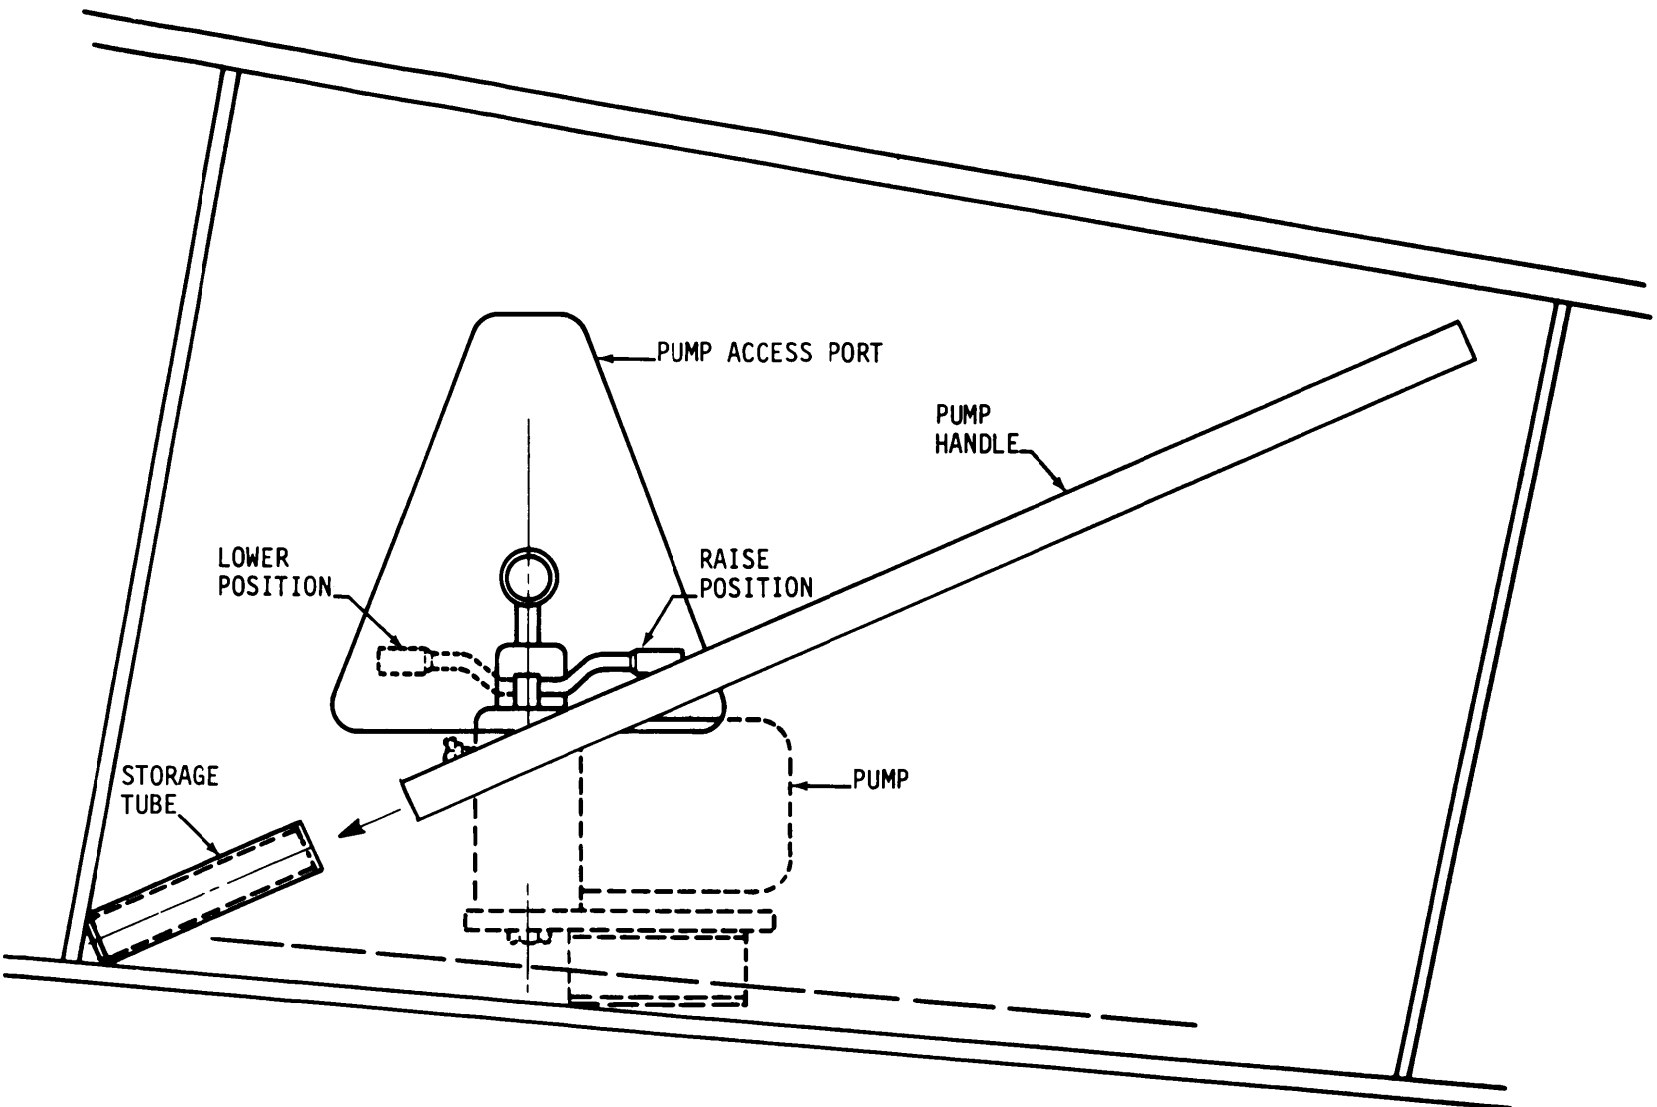 PUMP ACCESS PORT
PUMP
HANDLE
LOWER
POSITION
RAISE
POSITION
STORAGE
TUBE
PUMP